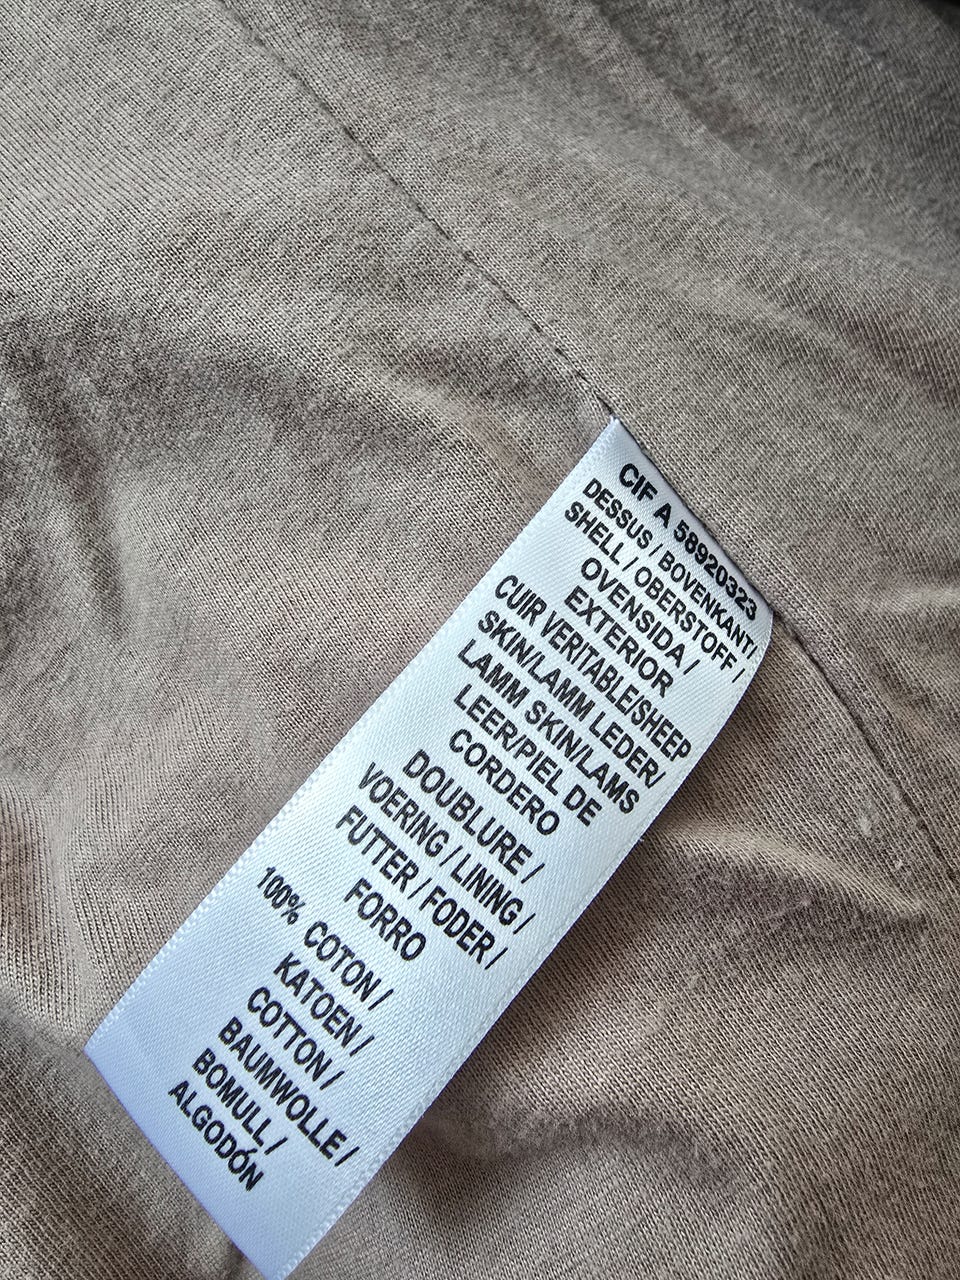 CIF A 58920323
DESSUS / BOVENKANT/
SHELL / OBERSTOFF /
OVENSIDA /
EXTERIOR
CUIR VERITABLE/SHEEP
SKIN/LAMM LEDER/
LAMM SKIN/LAMS
LEER/PIEL DE
CORDERO
DOUBLURE /
VOERING / LINING /
FUTTER / FODER /
FORRO
100% COTON /
KATOEN /
COTTON /
BAUMWOLLE /
BOMULL /
ALGODÓN